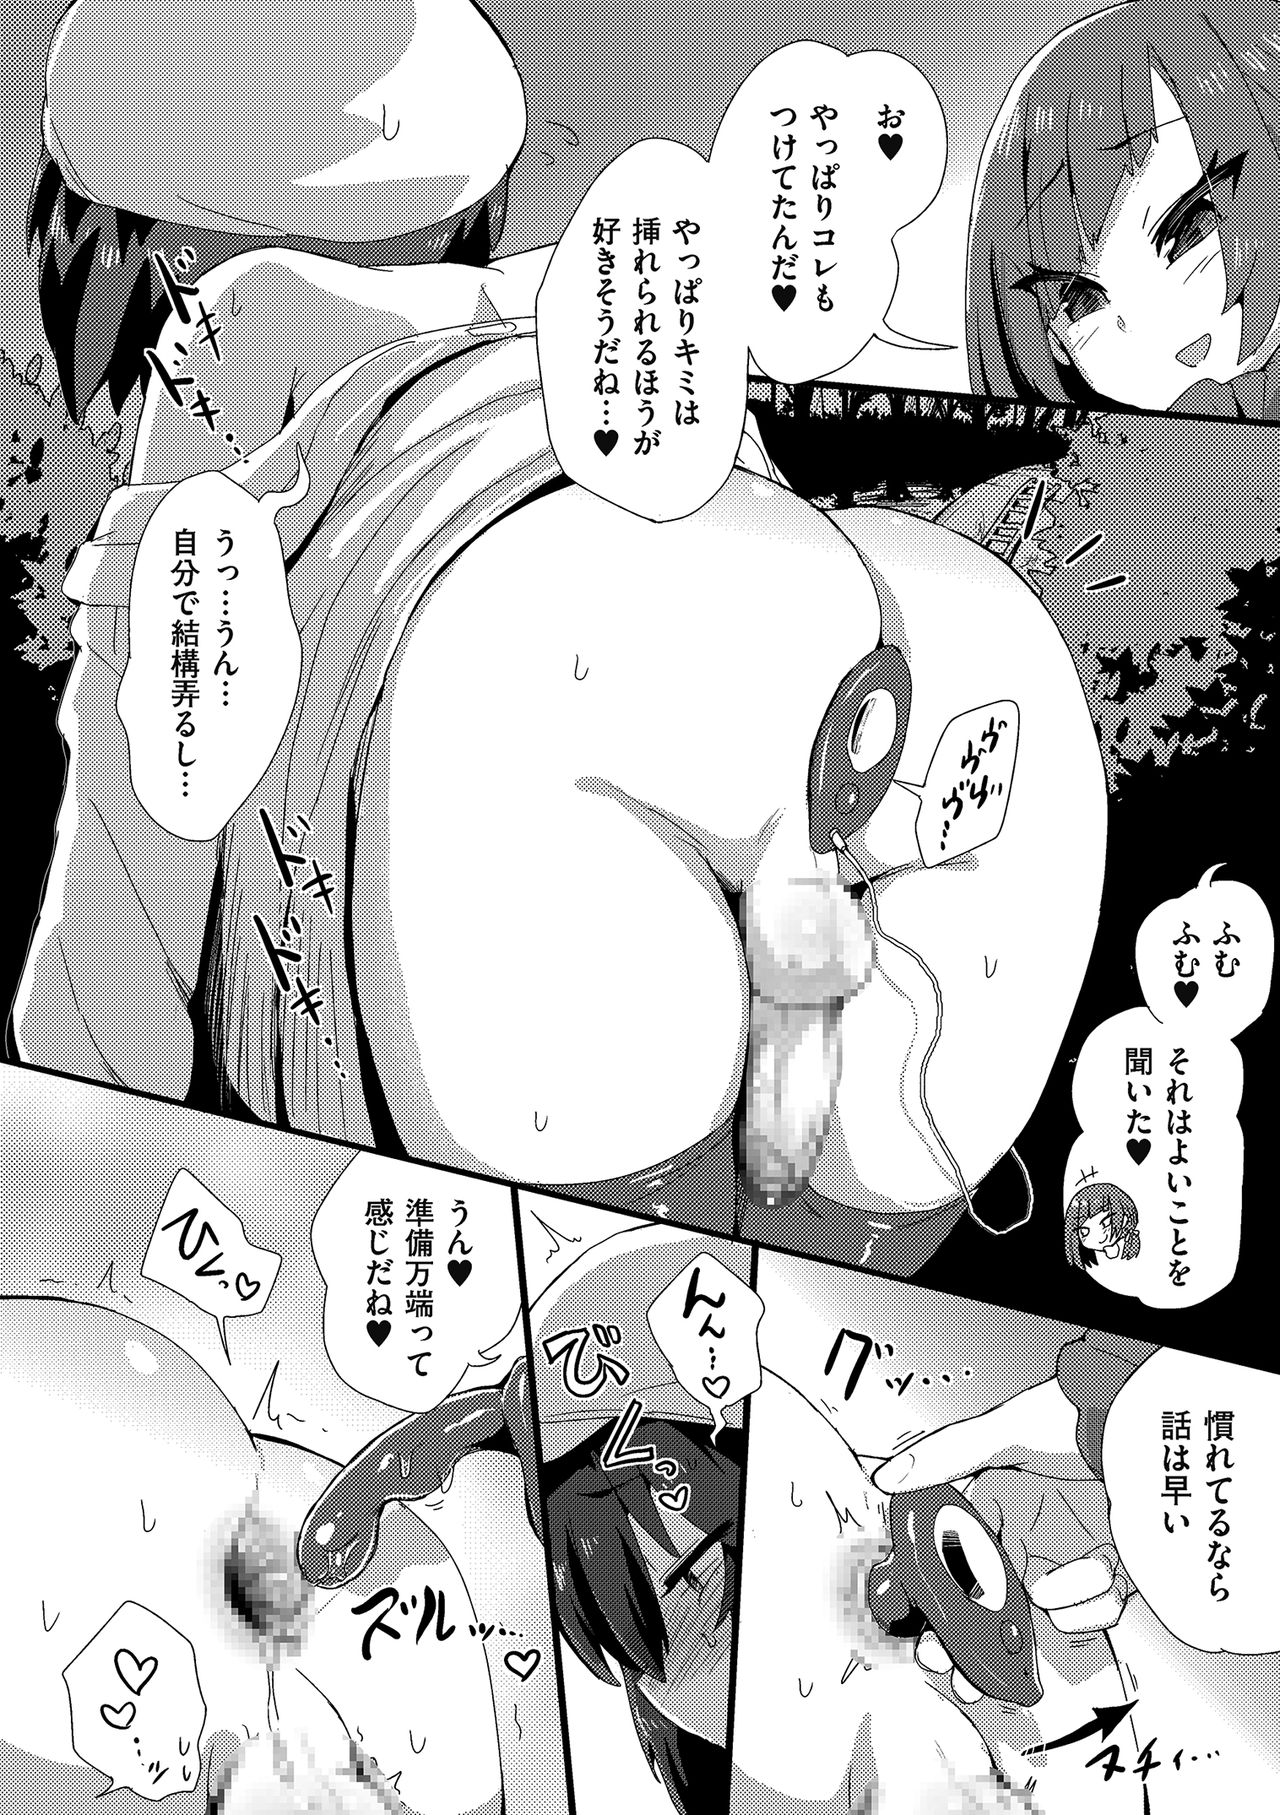 お♥
やっぱりコレも
つけてたんだ♥
やっぱりキミは
挿れられるほうが
好きそうだね…♥
ドキ
ドキ
…
うっ…うん…
自分で結構弄るし…
ヴヴ
ヴヴ
…
ドキ
ドキ
…
ふむ
ふむ♥
それはよいことを
聞いた♥
慣れてるなら
話は早い
グッ…
ヌチィ…
んん…♡
びくっ♡
うん♥
準備万端って
感じだね♥
ひぃっ♡
ズルッ…
♡
♡♡…